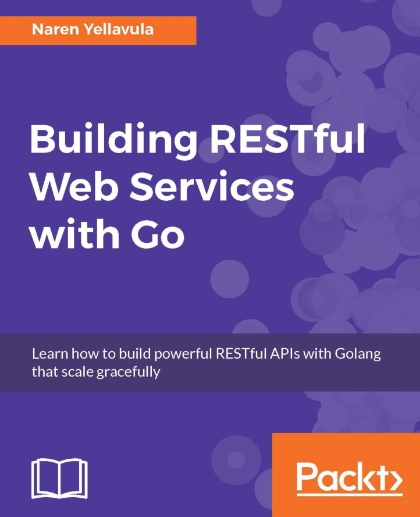 Naren Yellavula
Building RESTful
Web Services
with Go
Learn how to build powerful RESTful APIs with Golang
that scale gracefully
Packt>